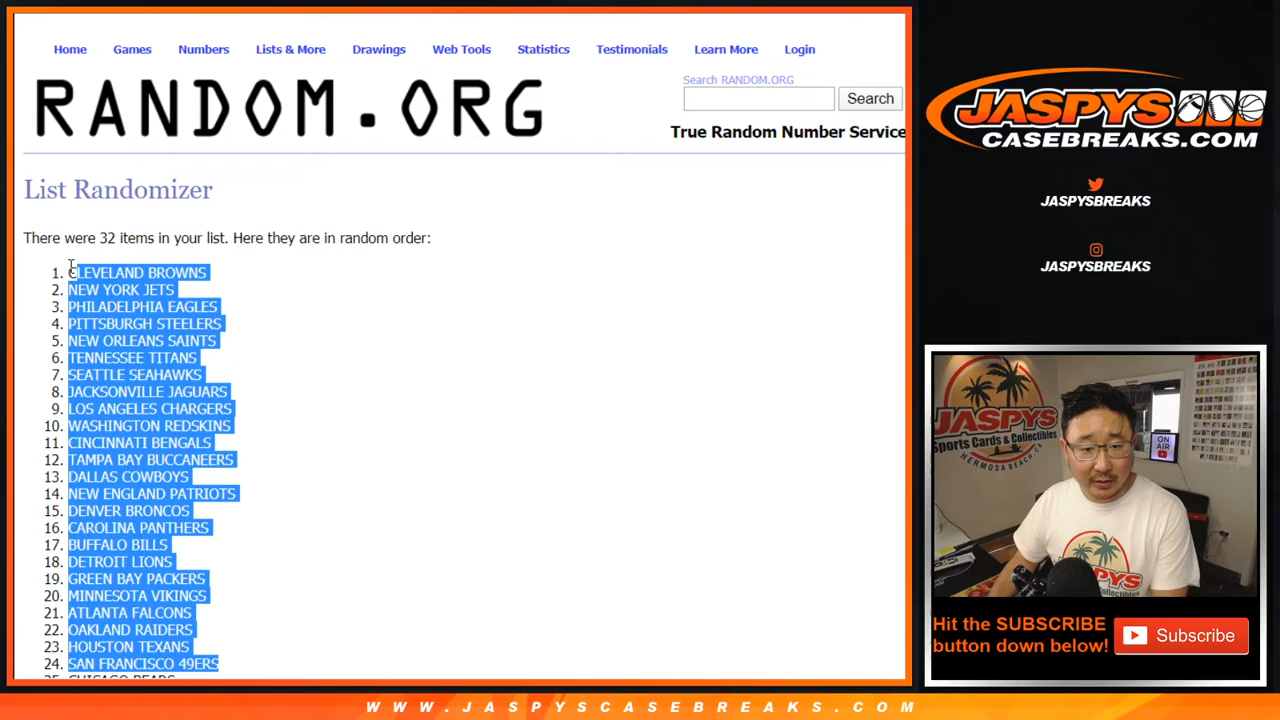 Home Games Numbers Lists & More Drawings Web Tools Statistics Testimonials Learn More Login
RANDOM.ORG
Search RANDOM.ORG
Search
True Random Number Service
List Randomizer
There were 32 items in your list. Here they are in random order:
1. CLEVELAND BROWNS
2. NEW YORK JETS
3. PHILADELPHIA EAGLES
4. PITTSBURGH STEELERS
5. NEW ORLEANS SAINTS
6. TENNESSEE TITANS
7. SEATTLE SEAHAWKS
8. JACKSONVILLE JAGUARS
9. LOS ANGELES CHARGERS
10. WASHINGTON REDSKINS
11. CINCINNATI BENGALS
12. TAMPA BAY BUCCANEERS
13. DALLAS COWBOYS
14. NEW ENGLAND PATRIOTS
15. DENVER BRONCOS
16. CAROLINA PANTHERS
17. BUFFALO BILLS
18. DETROIT LIONS
19. GREEN BAY PACKERS
20. MINNESOTA VIKINGS
21. ATLANTA FALCONS
22. OAKLAND RAIDERS
23. HOUSTON TEXANS
24. SAN FRANCISCO 49ERS
25. CHICAGO BEARS
JASPYS
CASEBREAKS.COM
JASPYSBREAKS
JASPYSBREAKS
JASPYS
Sports Cards & Collectibles
HERMOSA BEACH, CA
ON
AIR
JASPYS
Hit the SUBSCRIBE
button down below!
Subscribe
WWW.JASPYSCASEBREAKS.COM